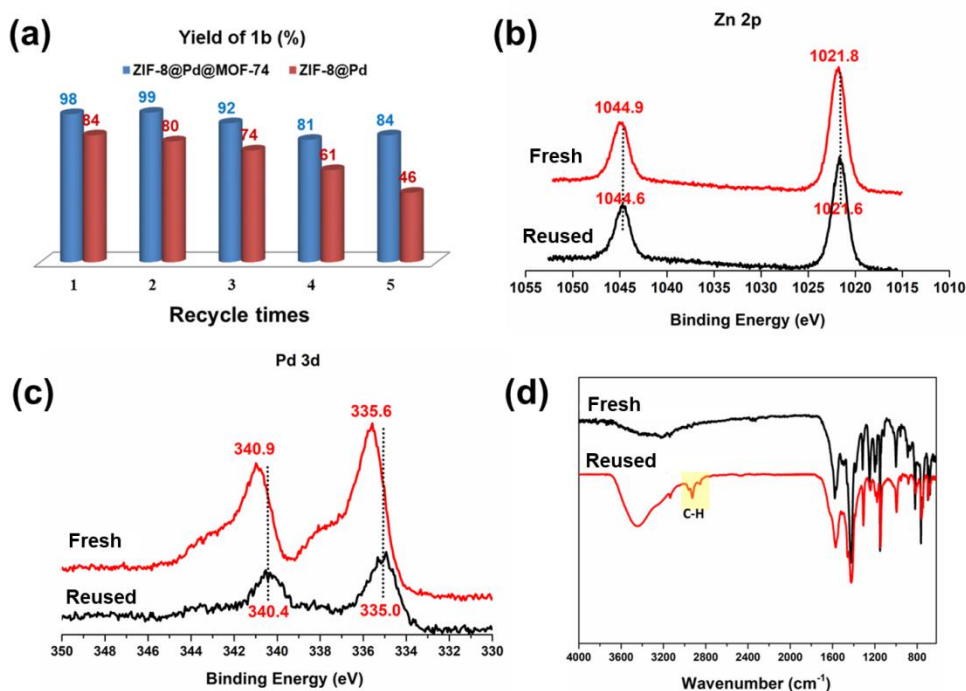 (a)
Yield of 1b (%)
ZIF-8@Pd@MOF-74 ZIF-8@Pd
98 84 99 80 92 74 81 61 84 46
1 2 3 4 5
Recycle times
(b)
Zn 2p
1021.8
1044.9
Fresh
1044.6 1021.6
Reused
1055 1050 1045 1040 1035 1030 1025 1020 1015 1010
Binding Energy (eV)
(c)
Pd 3d
335.6
340.9
Fresh
Reused
340.4 335.0
350 348 346 344 342 340 338 336 334 332 330
Binding Energy (eV)
(d)
Fresh
Reused
C-H
4000 3600 3200 2800 2400 2000 1600 1200 800
Wavenumber (cm⁻¹)